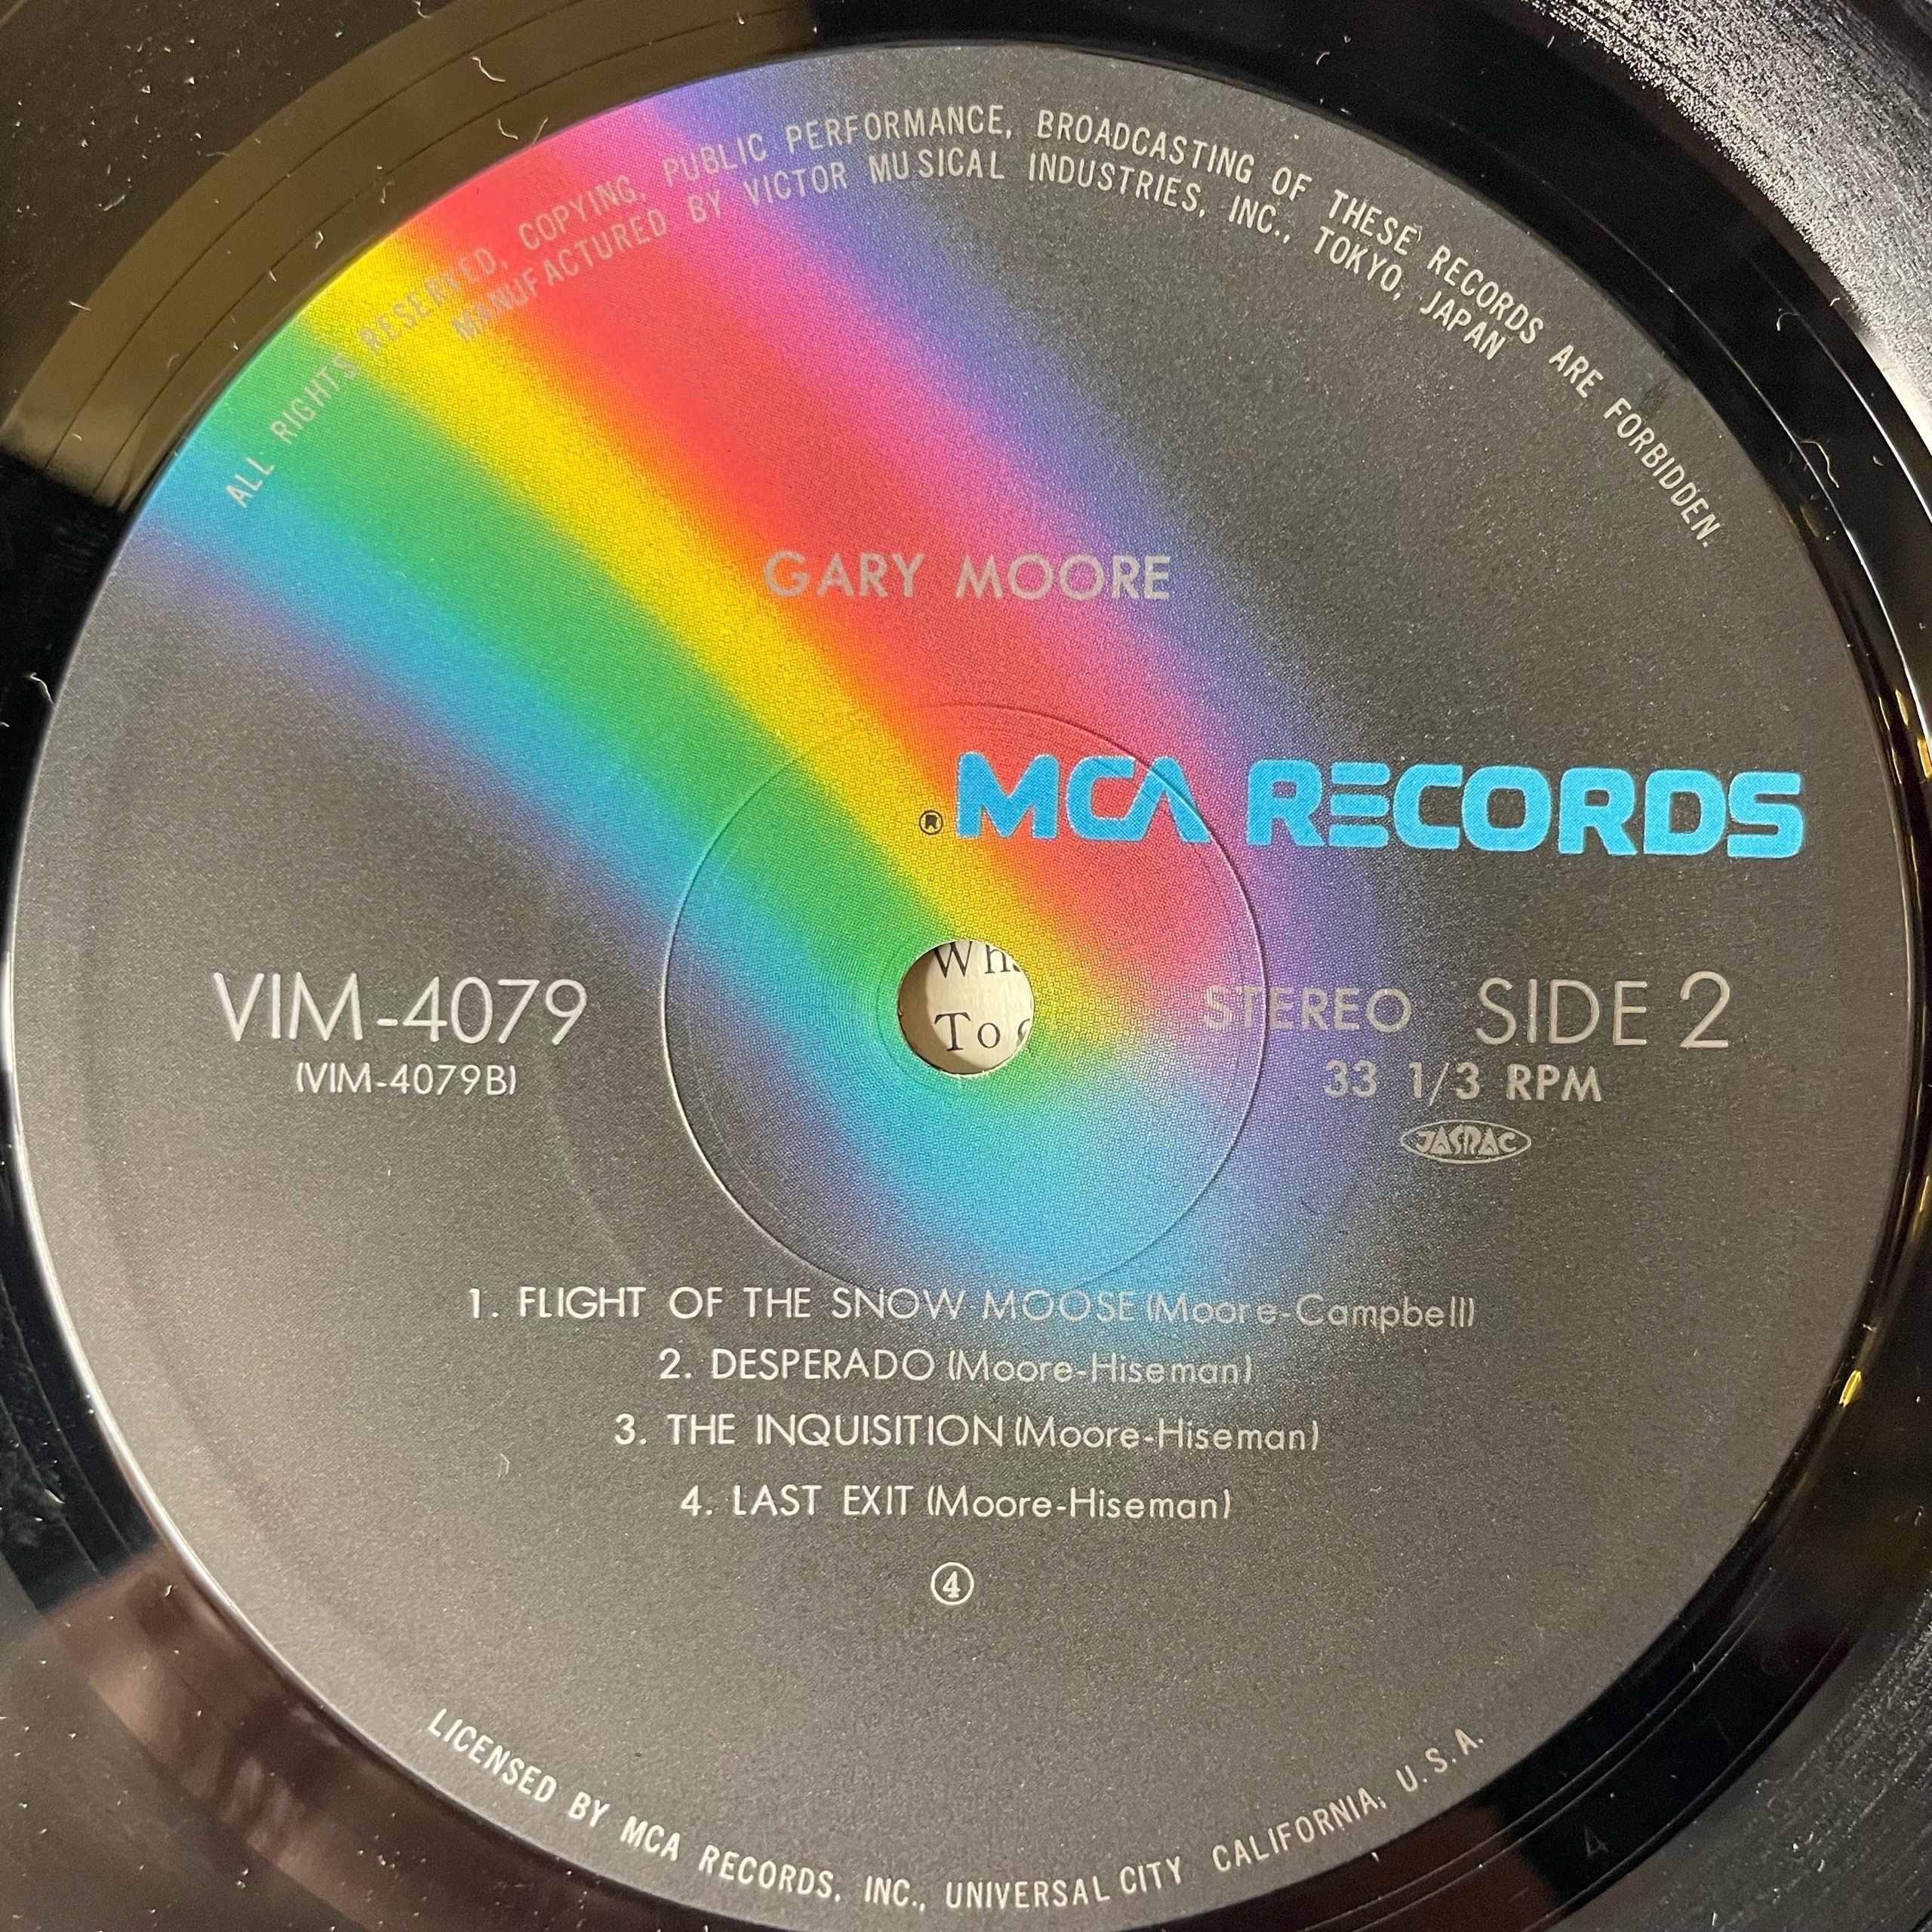 ALL RIGHTS RESERVED, COPYING, PUBLIC PERFORMANCE, BROADCASTING OF THESE RECORDS ARE FORBIDDEN.
MANUFACTURED BY VICTOR MUSICAL INDUSTRIES, INC., TOKYO, JAPAN
GARY MOORE
® MCA RECORDS
VIM-4079
(VIM-4079B)
Wh
To
STEREO SIDE 2
33 1/3 RPM
JASRAC
1. FLIGHT OF THE SNOW MOOSE (Moore-Campbell)
2. DESPERADO (Moore-Hiseman)
3. THE INQUISITION (Moore-Hiseman)
4. LAST EXIT (Moore-Hiseman)
④
LICENSED BY MCA RECORDS, INC., UNIVERSAL CITY CALIFORNIA, U.S.A.
4